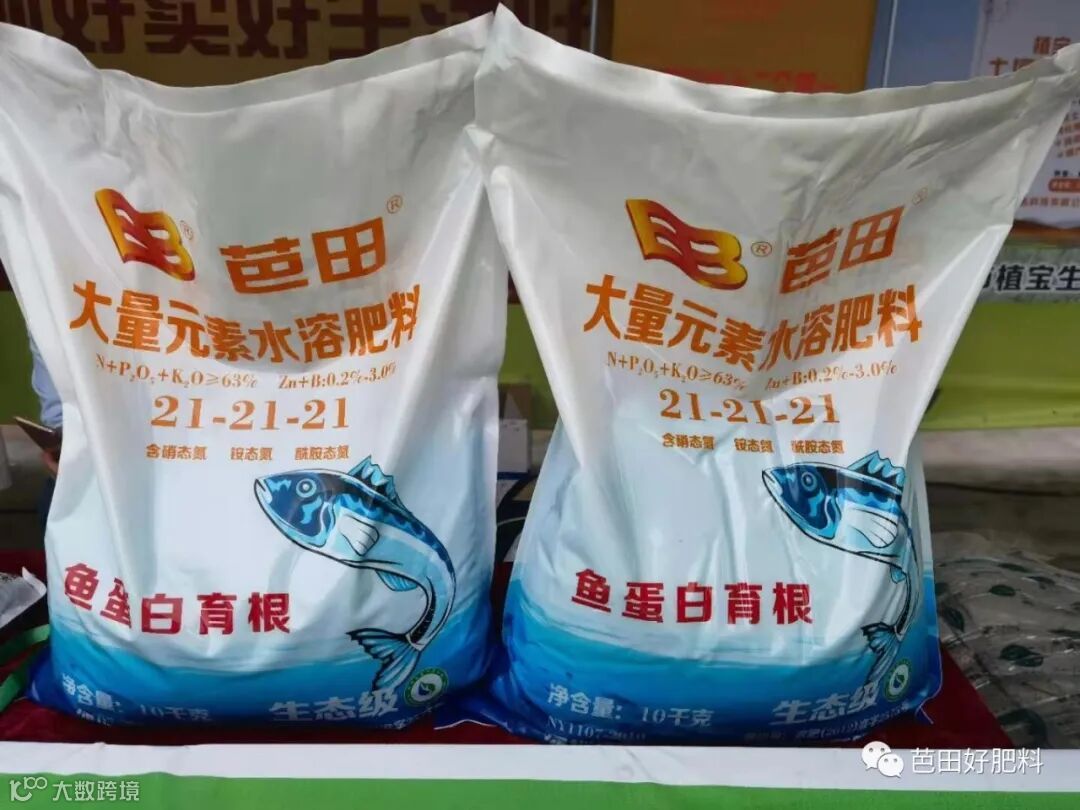 芭田®
大量元素水溶肥料
N+P₂O₅+K₂O≥63% Zn+B:0.2%-3.0%
21-21-21
含硝态氮 铵态氮 酰胺态氮
鱼蛋白育根
净含量：10千克
生态级
芭田®
大量元素水溶肥料
N+P₂O₅+K₂O≥63% Zn+B:0.2%-3.0%
21-21-21
含硝态氮 铵态氮 酰胺态氮
鱼蛋白育根
净含量：10千克
生态级
NY1107-2010
植宝生
芭田好肥料
大数跨境